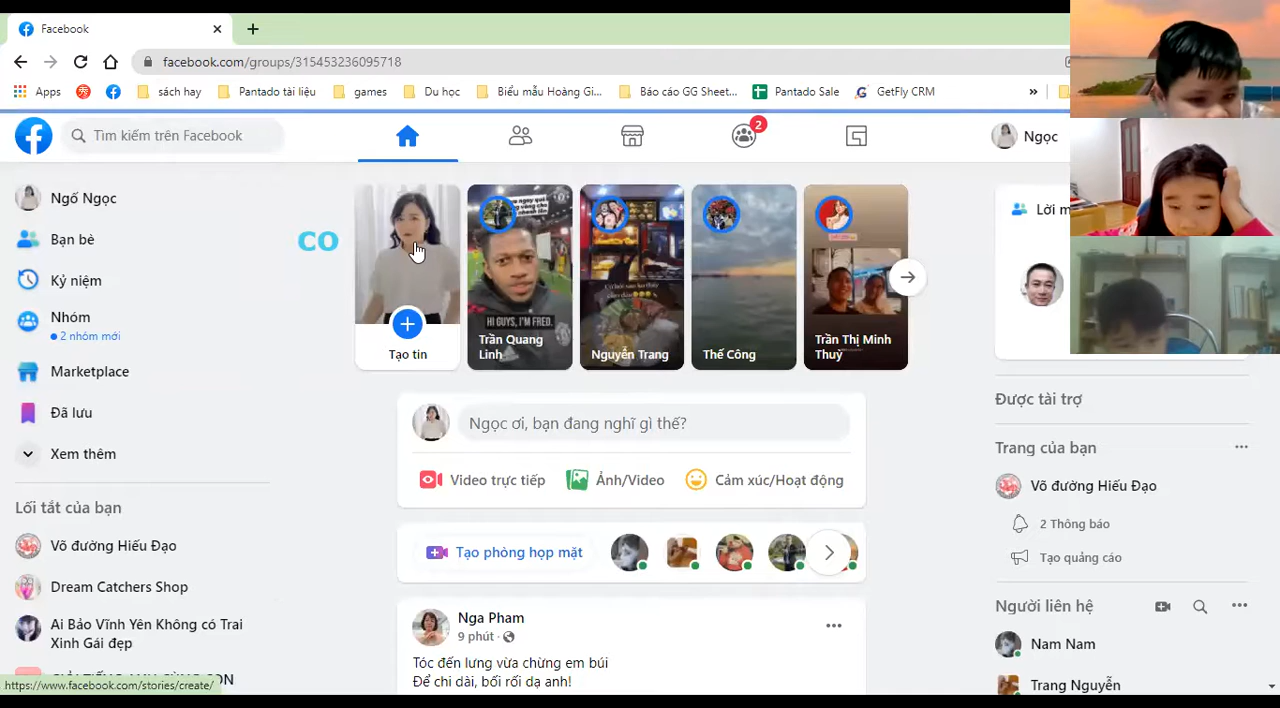 Facebook
facebook.com/groups/315453236095718
Apps
sách hay
Pantado tài liệu
games
Du học
Biểu mẫu Hoàng Gi...
Báo cáo GG Sheet...
Pantado Sale
GetFly CRM
»
Tìm kiếm trên Facebook
2
Ngọc
Ngố Ngọc
Bạn bè
Kỷ niệm
Nhóm
2 nhóm mới
Marketplace
Đã lưu
Xem thêm
Lối tắt của bạn
Võ đường Hiếu Đạo
Dream Catchers Shop
Ai Bảo Vĩnh Yên Không có Trai
Xinh Gái đẹp
https://www.facebook.com/stories/create/
co
Tạo tin
HI GUYS, I'M FRED.
Trần Quang
Linh
Nguyễn Trang
Thế Công
Trần Thị Minh
Thuỷ
Ngọc ơi, bạn đang nghĩ gì thế?
Video trực tiếp
Ảnh/Video
Cảm xúc/Hoạt động
Tạo phòng họp mặt
Nga Pham
9 phút ·
Tóc đến lưng vừa chừng em búi
Để chi dài, bối rối dạ anh!
Lời m
Được tài trợ
Trang của bạn
Võ đường Hiếu Đạo
2 Thông báo
Tạo quảng cáo
Người liên hệ
Nam Nam
Trang Nguyễn